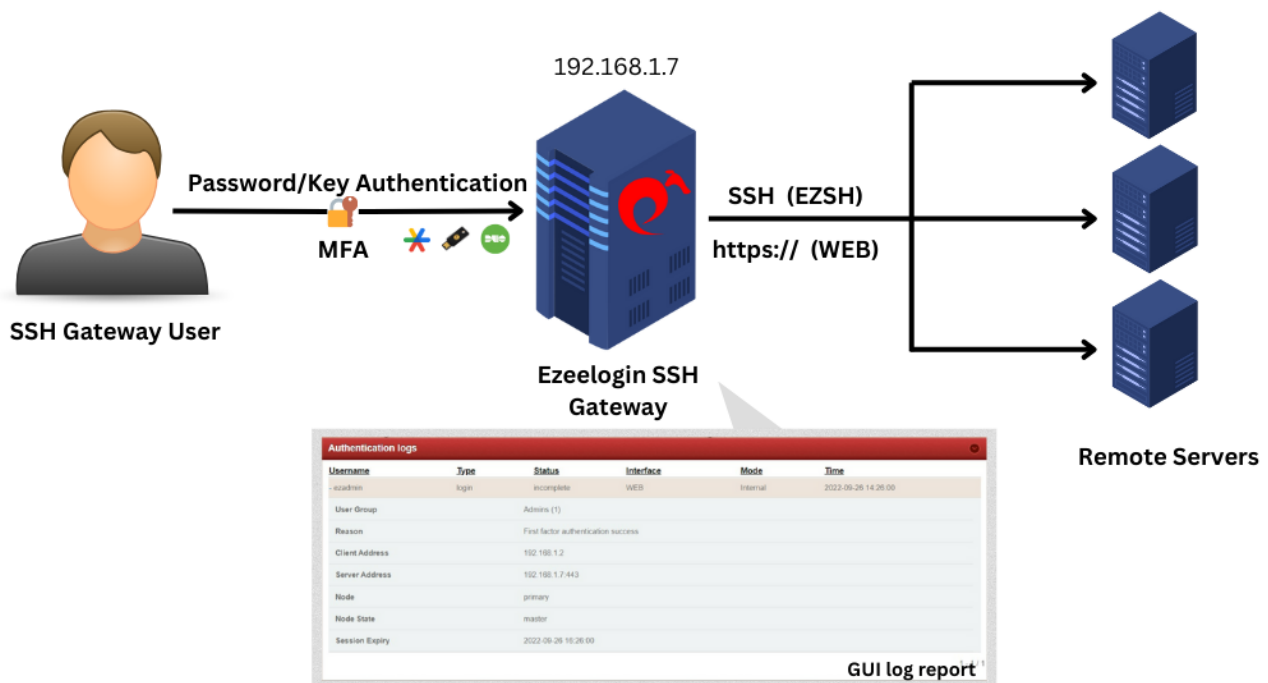 192.168.1.7
Password/Key Authentication
MFA
DUO
SSH (EZSH)
https:// (WEB)
SSH Gateway User
Ezeelogin SSH
Gateway
Remote Servers
Authentication logs
Username Type Status Interface Mode Time
- ezadmin login incomplete WEB Internal 2022-09-26 14:26:00
User Group Admins (1)
Reason First factor authentication success
Client Address 192.168.1.2
Server Address 192.168.1.7:443
Node primary
Node State master
Session Expiry 2022-09-26 16:26:00
GUI log report